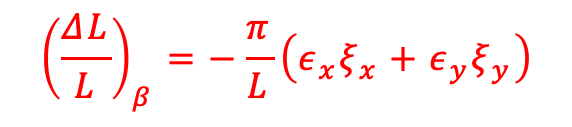 (ΔL/L)_β = − π/L (ϵ_x ξ_x + ϵ_y ξ_y)